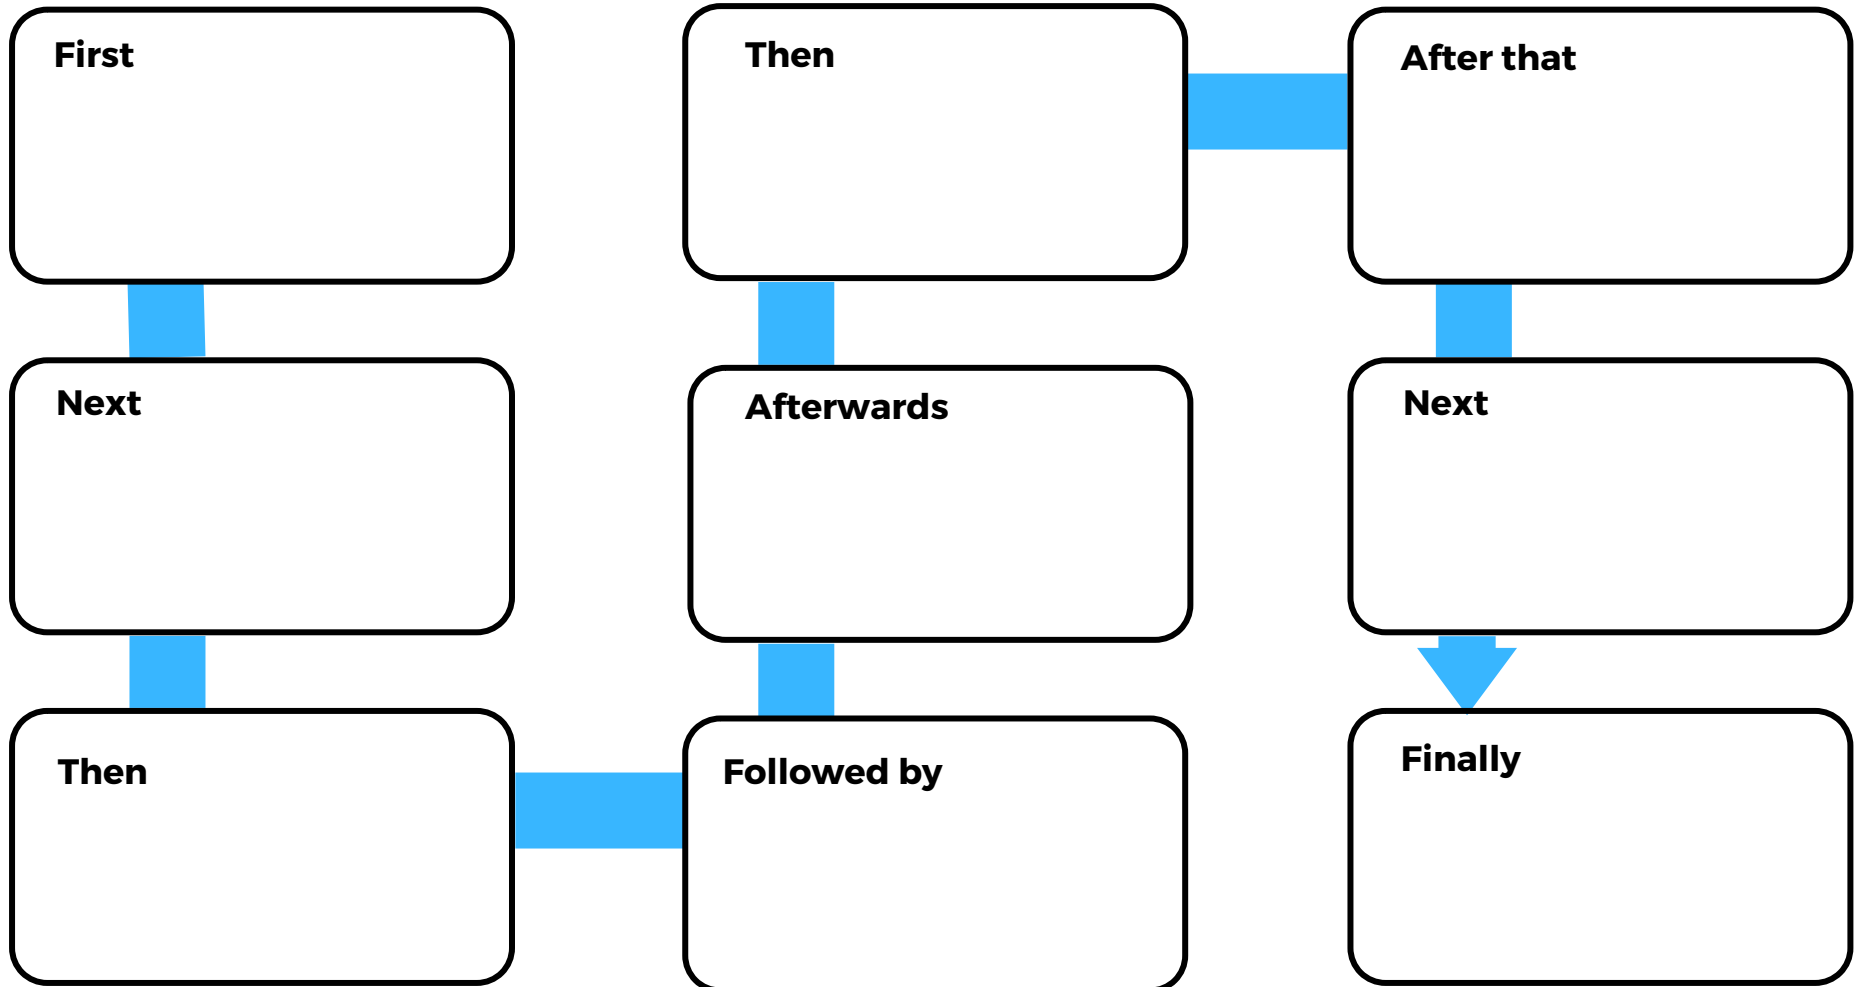 First
Next
Then
Followed by
Afterwards
Then
After that
Next
Finally